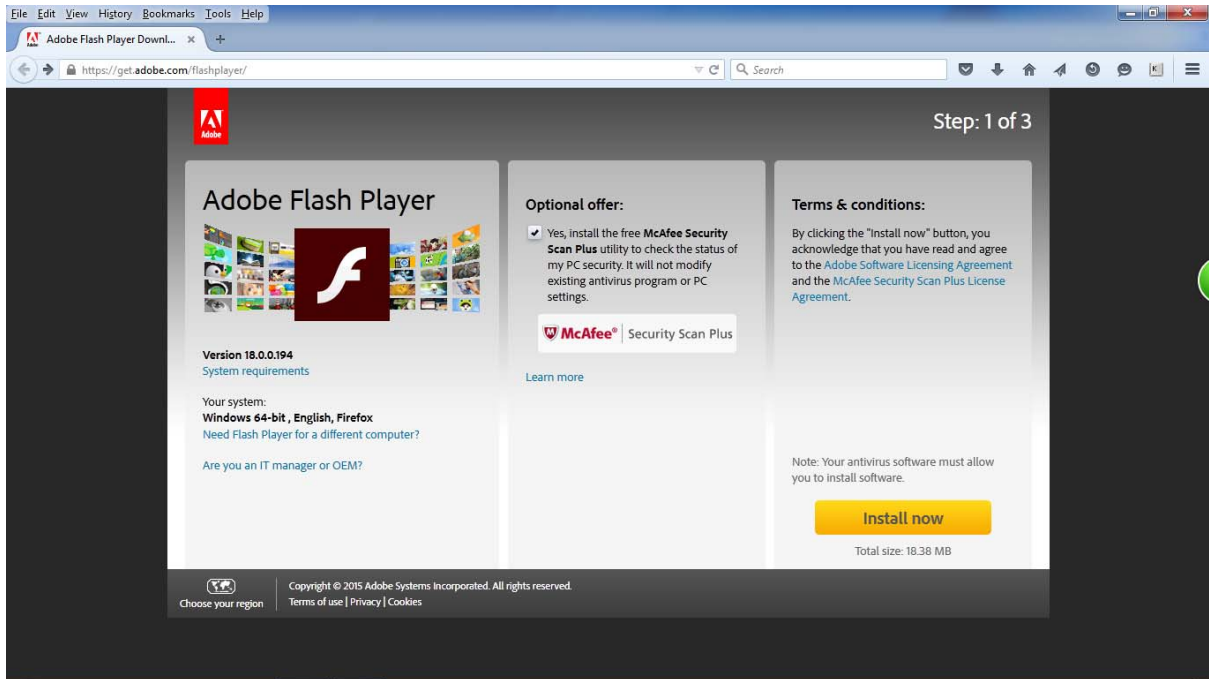 File Edit View History Bookmarks Tools Help
Adobe Flash Player Downl... × +
https://get.adobe.com/flashplayer/
Search
Adobe
Step: 1 of 3
Adobe Flash Player
Version 18.0.0.194
System requirements
Your system:
Windows 64-bit , English, Firefox
Need Flash Player for a different computer?
Are you an IT manager or OEM?
Optional offer:
Yes, install the free McAfee Security
Scan Plus utility to check the status of
my PC security. It will not modify
existing antivirus program or PC
settings.
McAfee® Security Scan Plus
Learn more
Terms & conditions:
By clicking the "Install now" button, you
acknowledge that you have read and agree
to the Adobe Software Licensing Agreement
and the McAfee Security Scan Plus License
Agreement.
Note: Your antivirus software must allow
you to install software.
Install now
Total size: 18.38 MB
Choose your region
Copyright © 2015 Adobe Systems Incorporated. All rights reserved.
Terms of use | Privacy | Cookies